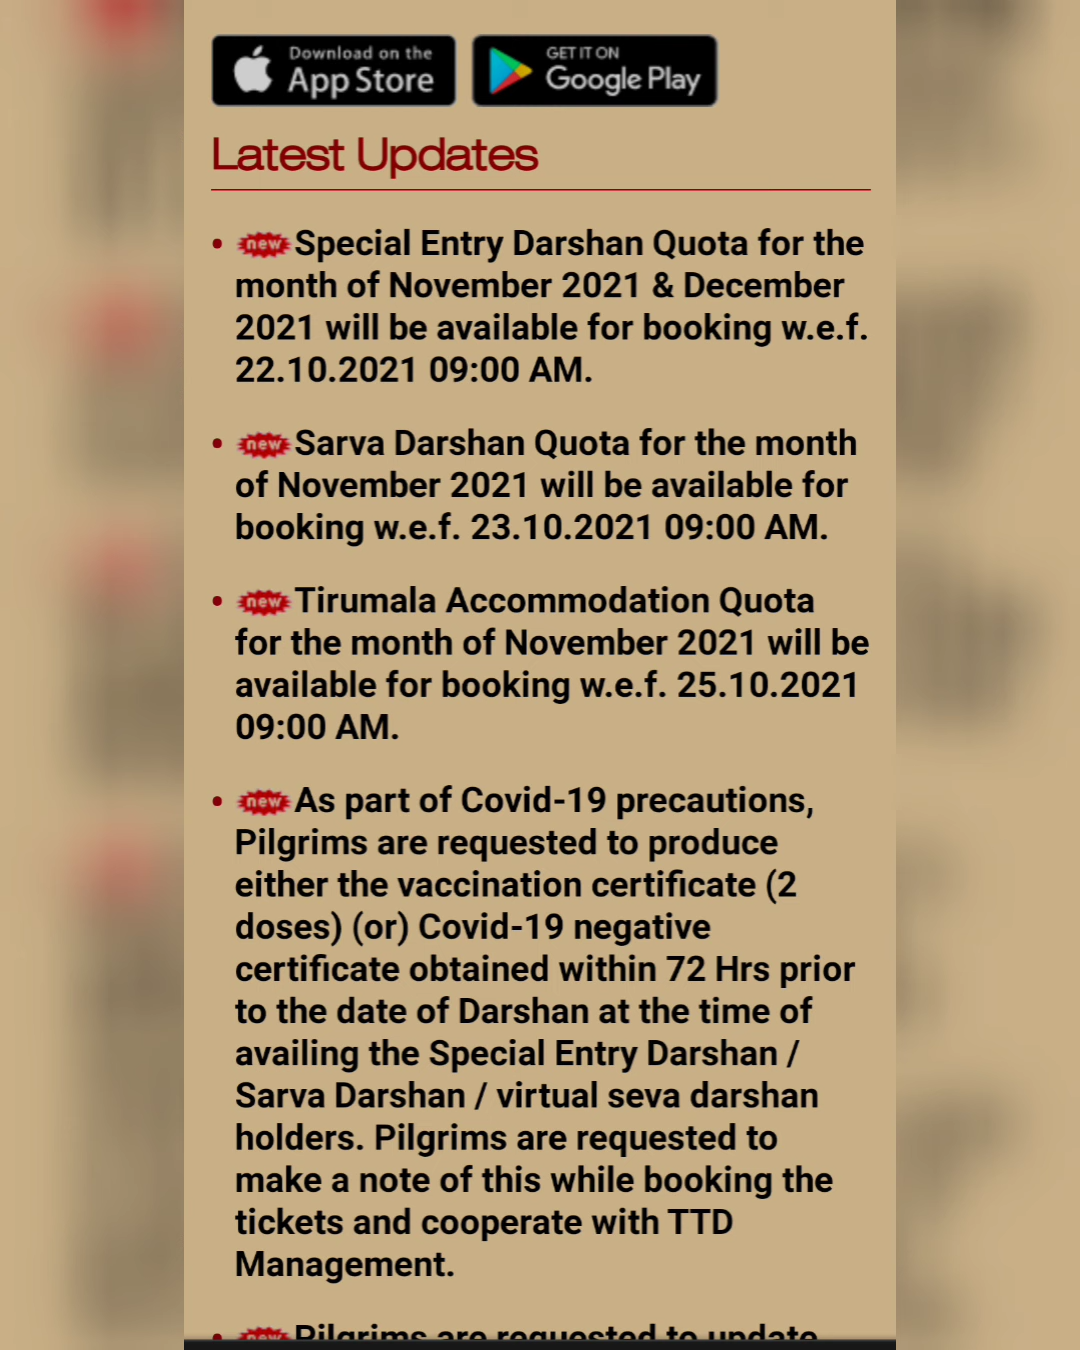 Download on the
App Store
GET IT ON
Google Play
Latest Updates
• new Special Entry Darshan Quota for the
month of November 2021 & December
2021 will be available for booking w.e.f.
22.10.2021 09:00 AM.
• new Sarva Darshan Quota for the month
of November 2021 will be available for
booking w.e.f. 23.10.2021 09:00 AM.
• new Tirumala Accommodation Quota
for the month of November 2021 will be
available for booking w.e.f. 25.10.2021
09:00 AM.
• new As part of Covid-19 precautions,
Pilgrims are requested to produce
either the vaccination certificate (2
doses) (or) Covid-19 negative
certificate obtained within 72 Hrs prior
to the date of Darshan at the time of
availing the Special Entry Darshan /
Sarva Darshan / virtual seva darshan
holders. Pilgrims are requested to
make a note of this while booking the
tickets and cooperate with TTD
Management.
• new Pilgrims are requested to update